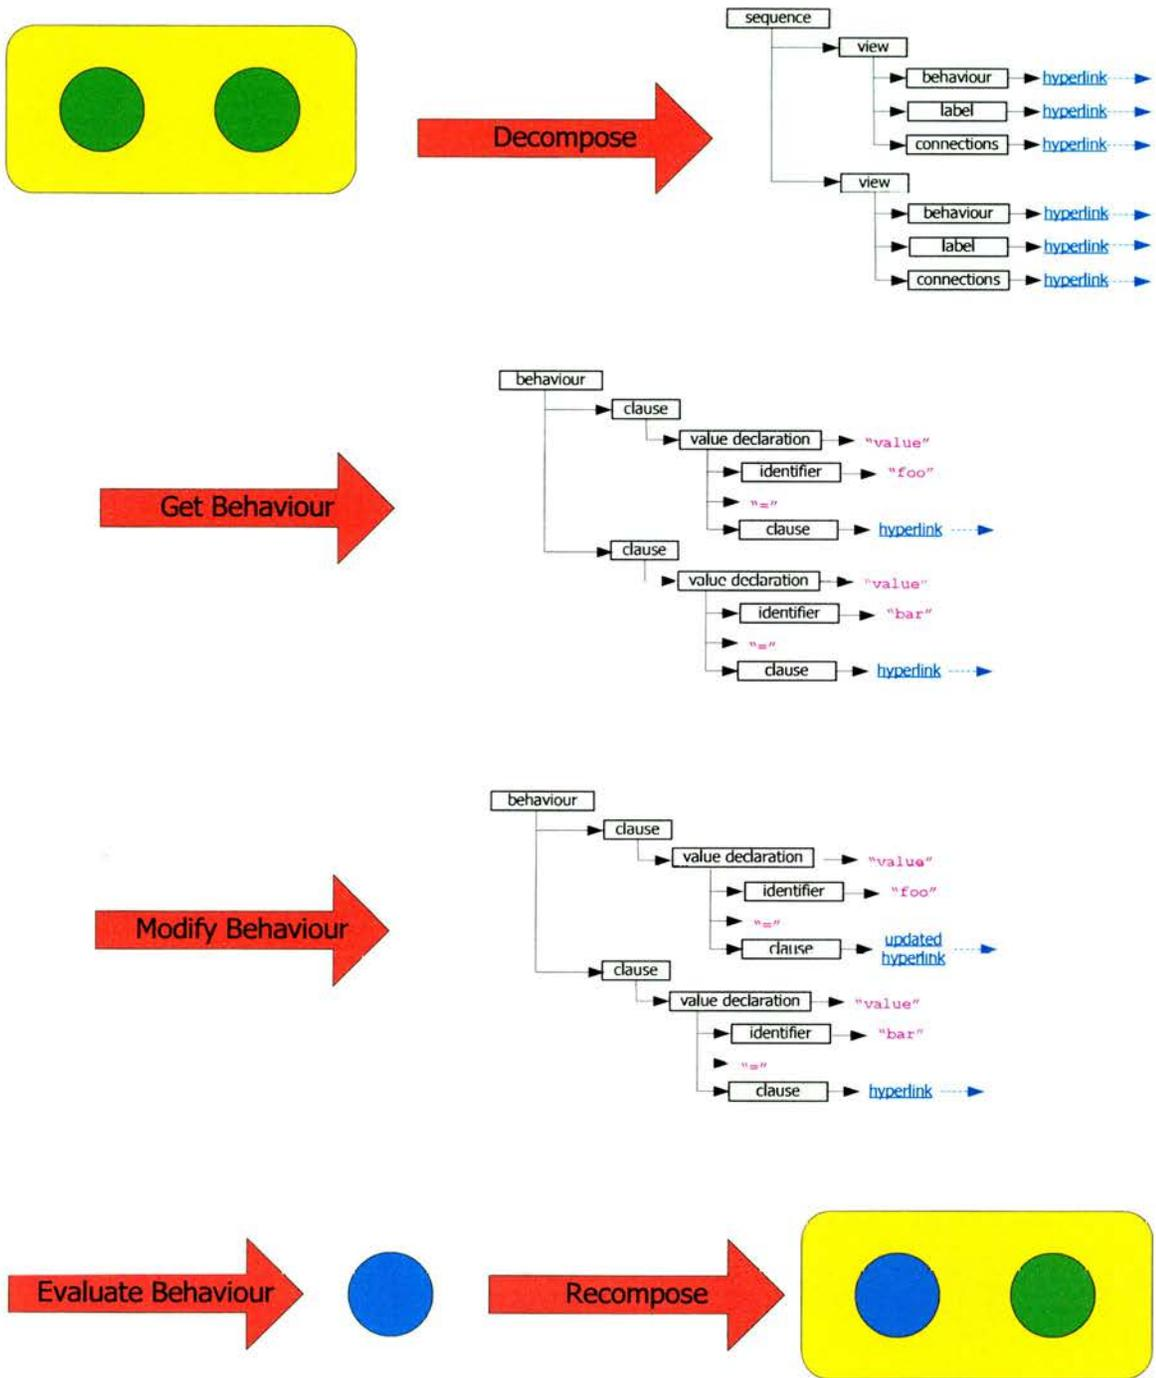 sequence
view
behaviour hyperlink
Decompose
label hyperlink
connections hyperlink
view
behaviour hyperlink
label hyperlink
connections hyperlink
behaviour
clause
value declaration "value"
identifier "foo"
Get Behaviour
"="
clause hyperlink
clause
value declaration "value"
identifier "bar"
"="
clause hyperlink
behaviour
clause
value declaration "value"
identifier "foo"
Modify Behaviour
"="
clause updated
hyperlink
clause
value declaration "value"
identifier "bar"
"="
clause hyperlink
Evaluate Behaviour
Recompose